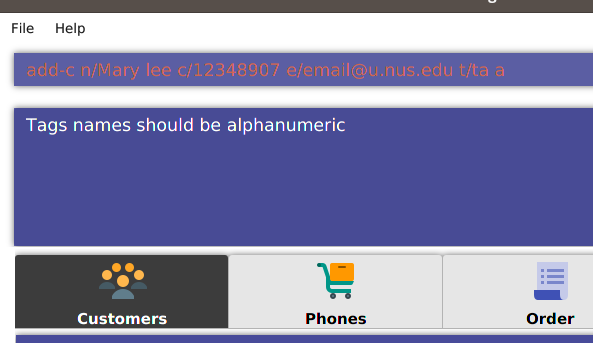 File Help
add-c n/Mary lee c/12348907 e/email@u.nus.edu t/ta a
Tags names should be alphanumeric
Customers Phones Order